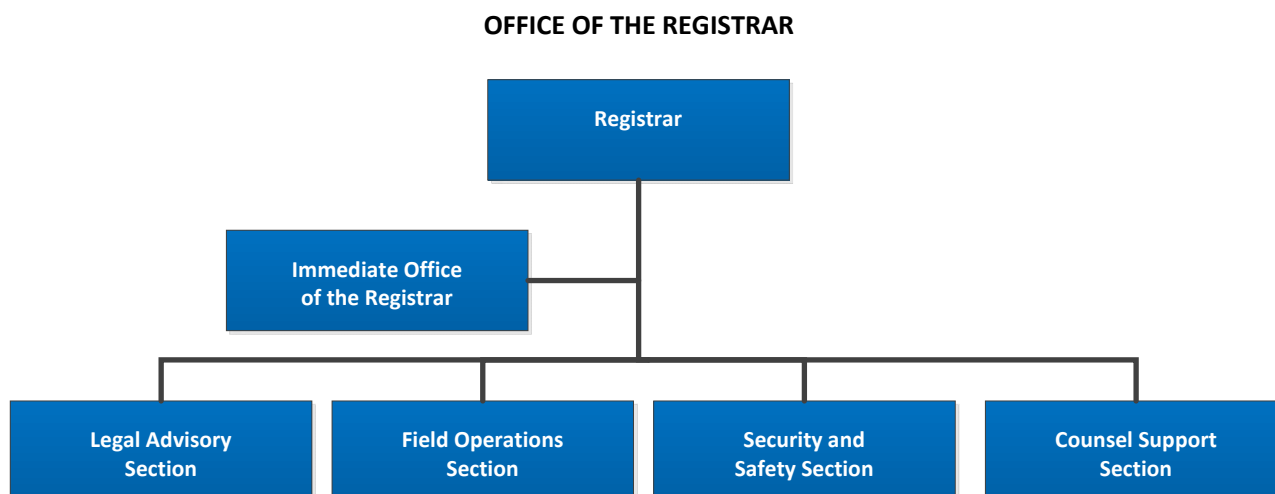 OFFICE OF THE REGISTRAR
Registrar
Immediate Office
of the Registrar
Legal Advisory
Section
Field Operations
Section
Security and
Safety Section
Counsel Support
Section